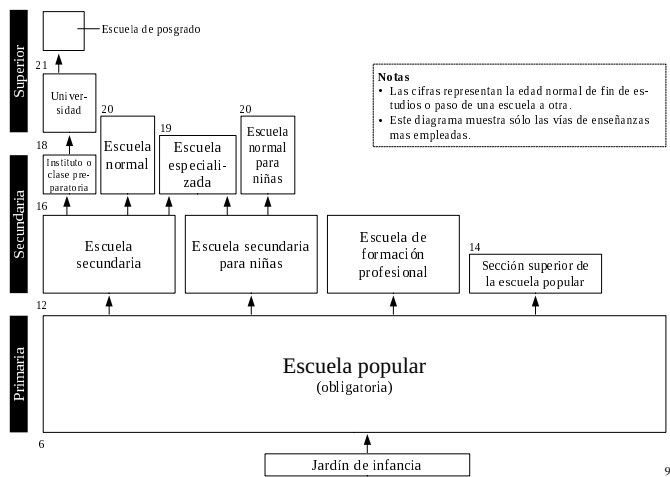 Superior
Escuela de posgrado
21
Univer-
sidad
Notas
• Las cifras representan la edad normal de fin de es-
tudios o paso de una escuela a otra.
• Este diagrama muestra sólo las vías de enseñanzas
mas empleadas.
20
Escuela
normal
19
Escuela
especiali-
zada
20
Escuela
normal
para
niñas
18
Instituto o
clase pre-
paratoria
Secundaria
16
Escuela
secundaria
Escuela secundaria
para niñas
Escuela de
formación
profesional
14
Sección superior de
la escuela popular
12
Primaria
Escuela popular
(obligatoria)
6
Jardín de infancia
9